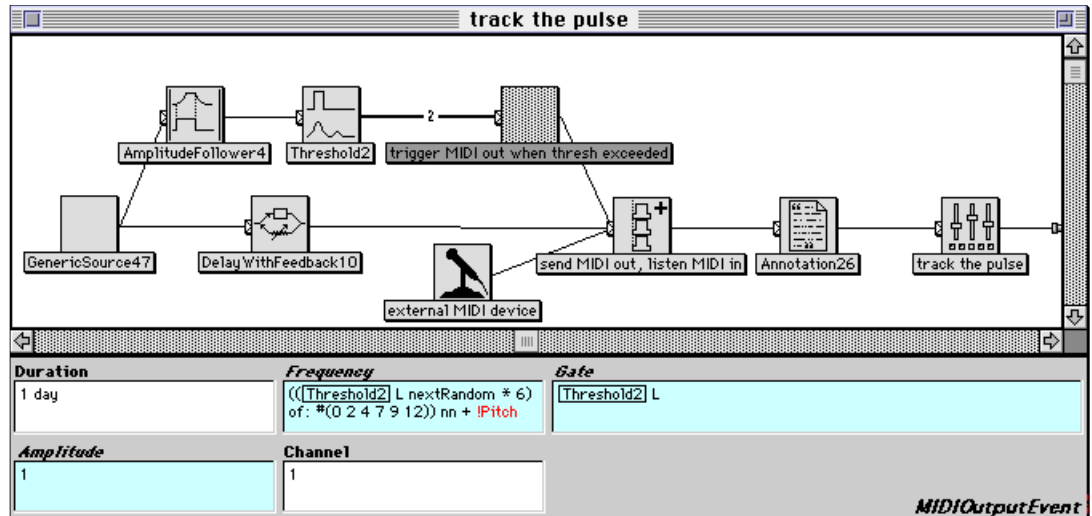 track the pulse
2
AmplitudeFollower4
Threshold2
trigger MIDI out when thresh exceeded
GenericSource47
DelayWithFeedback10
send MIDI out, listen MIDI in
Annotation26
track the pulse
external MIDI device
Duration
1 day
Frequency
((Threshold2 L nextRandom * 6)
of: #(0 2 4 7 9 12)) nn + !Pitch
Gate
Threshold2 L
Amplitude
1
Channel
1
MIDIOutputEvent